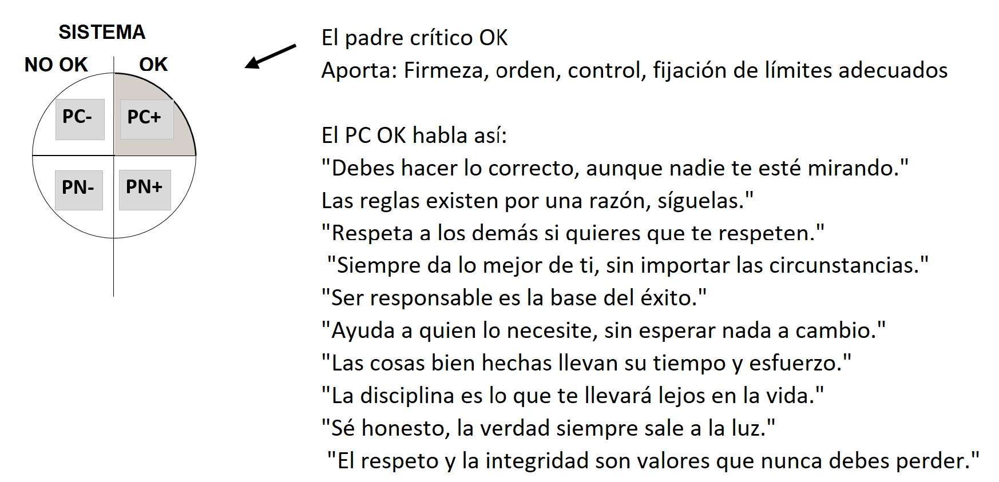 SISTEMA
NO OK OK
PC- PC+
PN- PN+
El padre crítico OK
Aporta: Firmeza, orden, control, fijación de límites adecuados
El PC OK habla así:
"Debes hacer lo correcto, aunque nadie te esté mirando."
Las reglas existen por una razón, síguelas."
"Respeta a los demás si quieres que te respeten."
"Siempre da lo mejor de ti, sin importar las circunstancias."
"Ser responsable es la base del éxito."
"Ayuda a quien lo necesite, sin esperar nada a cambio."
"Las cosas bien hechas llevan su tiempo y esfuerzo."
"La disciplina es lo que te llevará lejos en la vida."
"Sé honesto, la verdad siempre sale a la luz."
"El respeto y la integridad son valores que nunca debes perder."